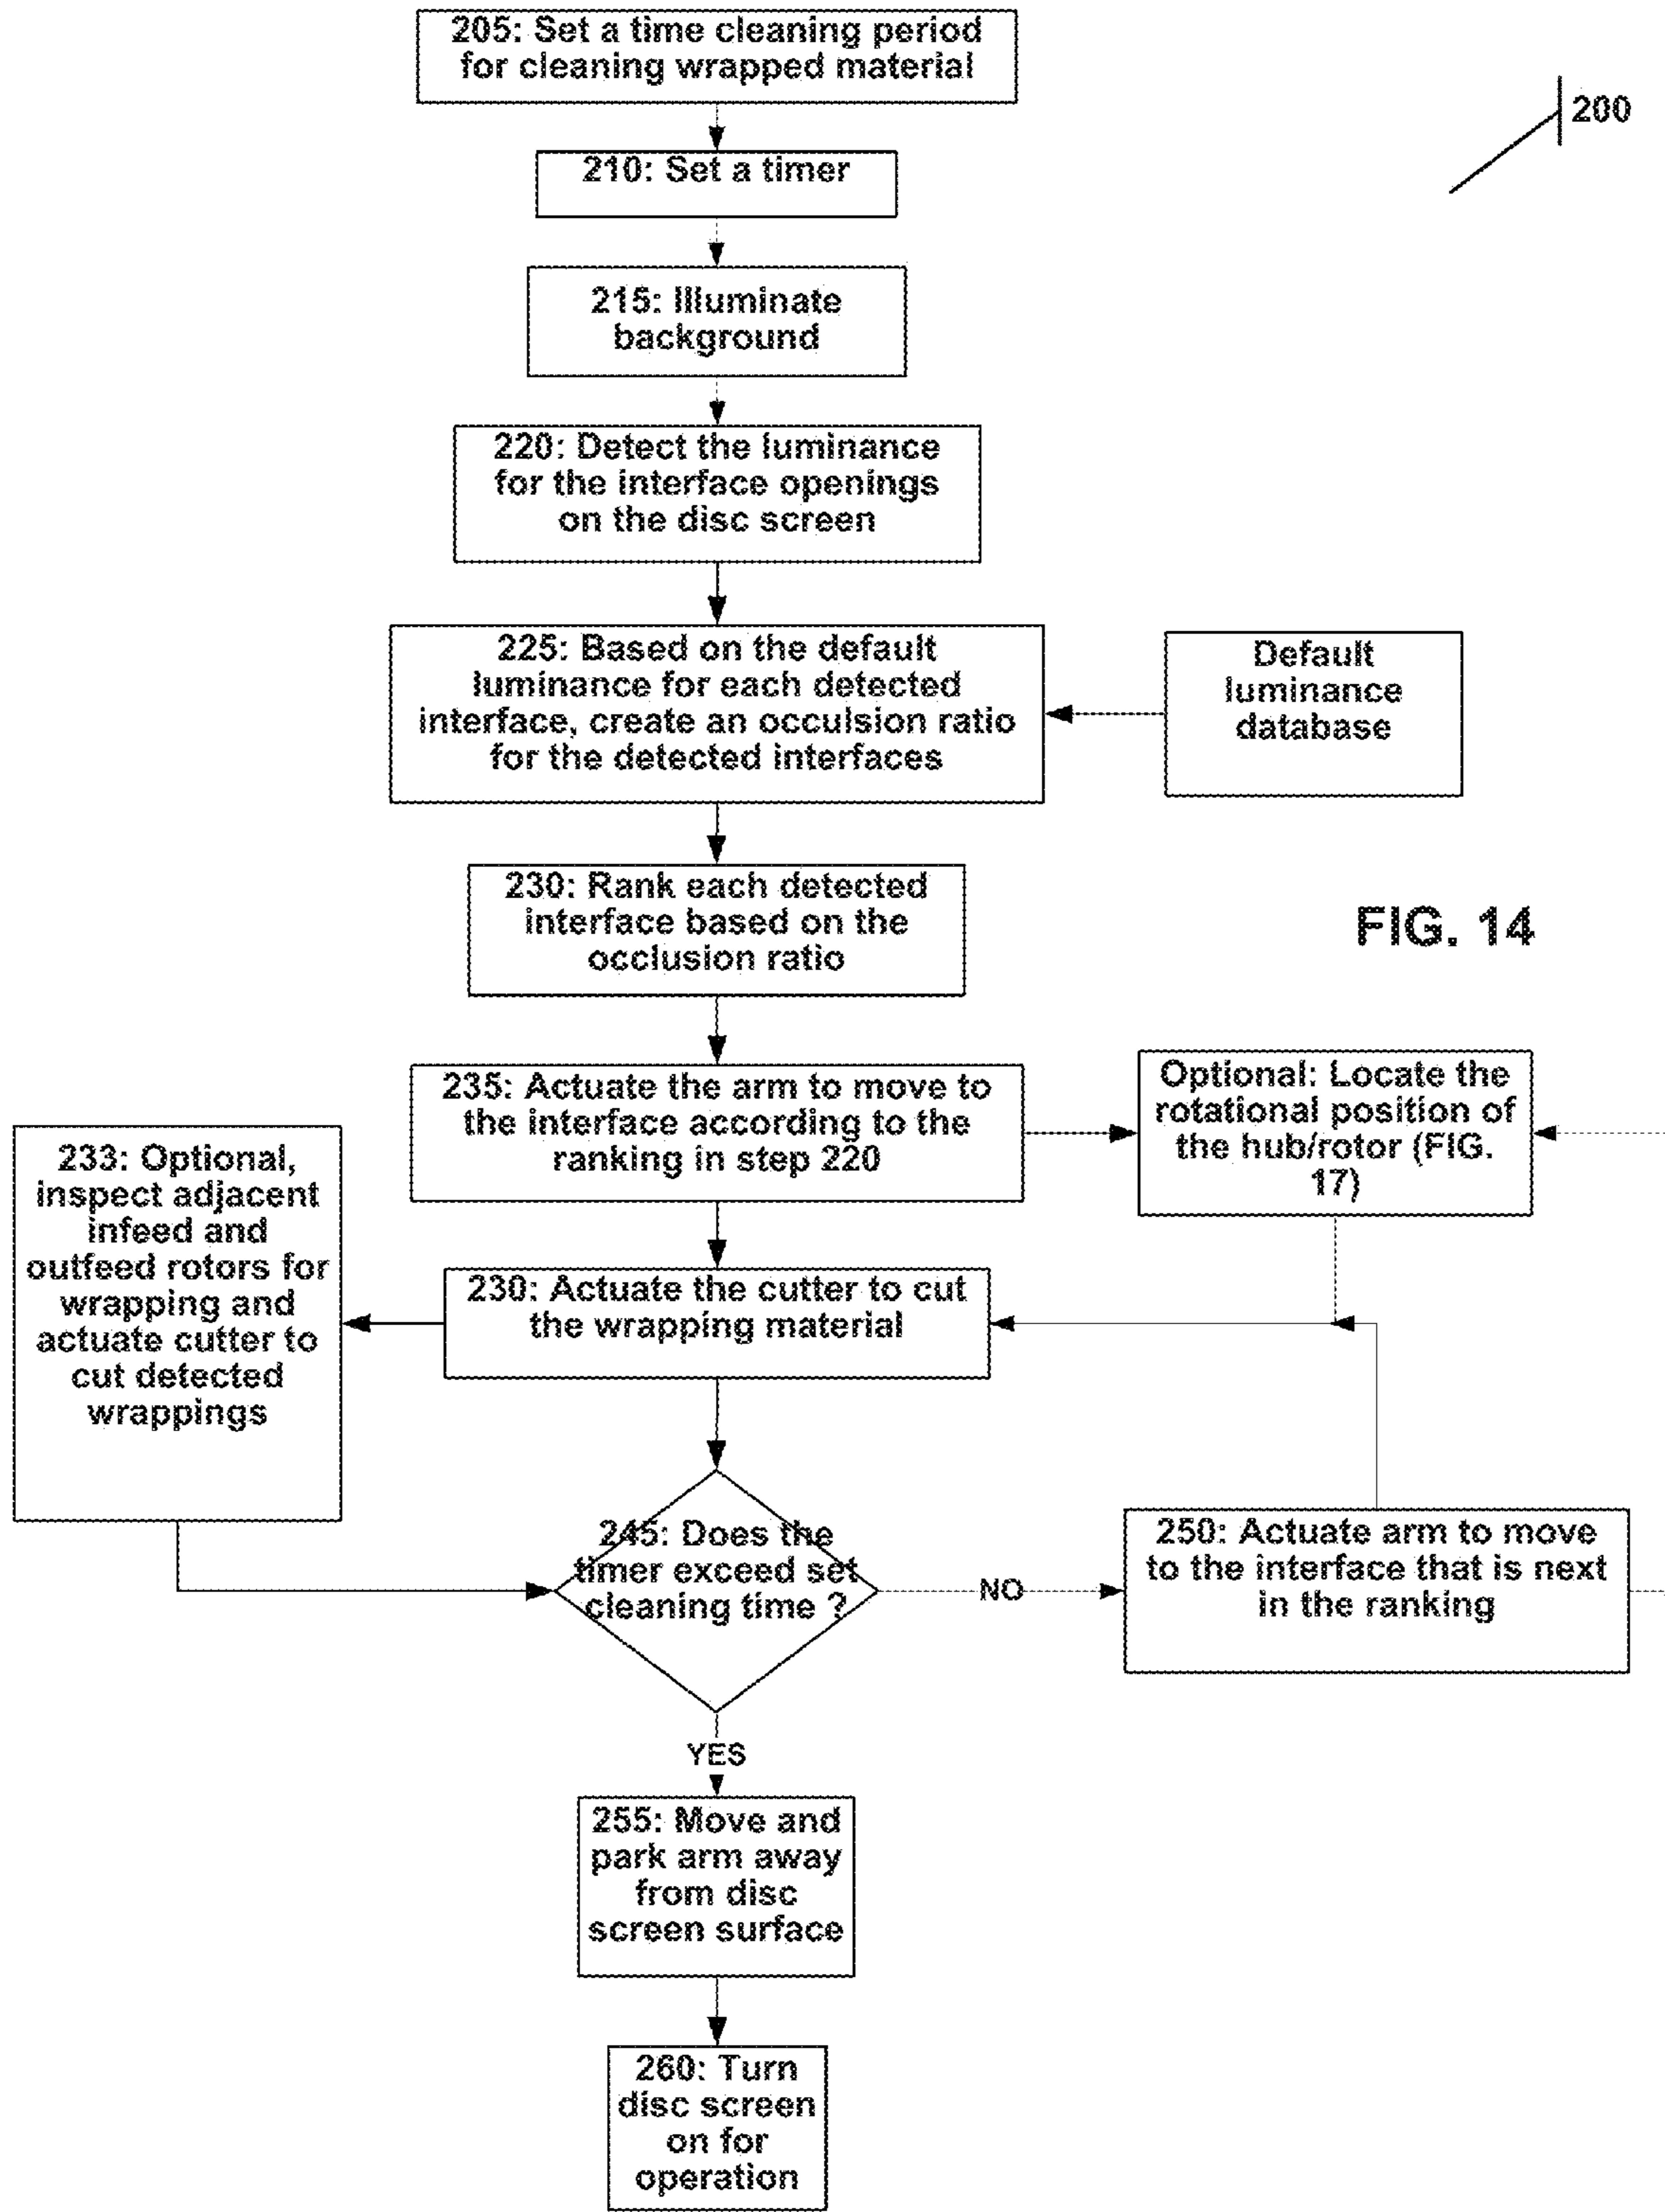 205: Set a time cleaning period
for cleaning wrapped material
200
210: Set a timer
215: Illuminate
background
220: Detect the luminance
for the interface openings
on the disc screen
225: Based on the default
luminance for each detected
interface, create an occulsion ratio
for the detected interfaces
Default
luminance
database
230: Rank each detected
interface based on the
occlusion ratio
FIG. 14
235: Actuate the arm to move to
the interface according to the
ranking in step 220
Optional: Locate the
rotational position of
the hub/rotor (FIG.
17)
233: Optional,
inspect adjacent
infeed and
outfeed rotors for
wrapping and
actuate cutter to
cut detected
wrappings
230: Actuate the cutter to cut
the wrapping material
245: Does the
timer exceed set
cleaning time ?
NO
250: Actuate arm to move
to the interface that is next
in the ranking
YES
255: Move and
park arm away
from disc
screen surface
260: Turn
disc screen
on for
operation